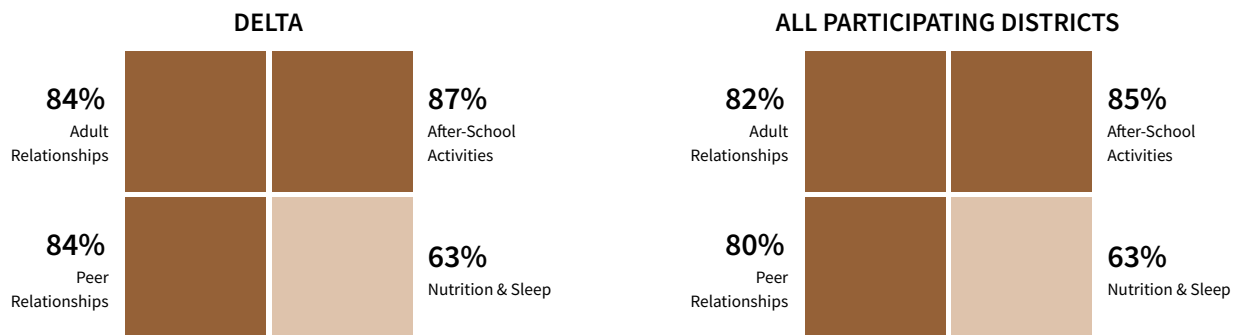 DELTA
84%
Adult
Relationships
87%
After-School
Activities
84%
Peer
Relationships
63%
Nutrition & Sleep
ALL PARTICIPATING DISTRICTS
82%
Adult
Relationships
85%
After-School
Activities
80%
Peer
Relationships
63%
Nutrition & Sleep